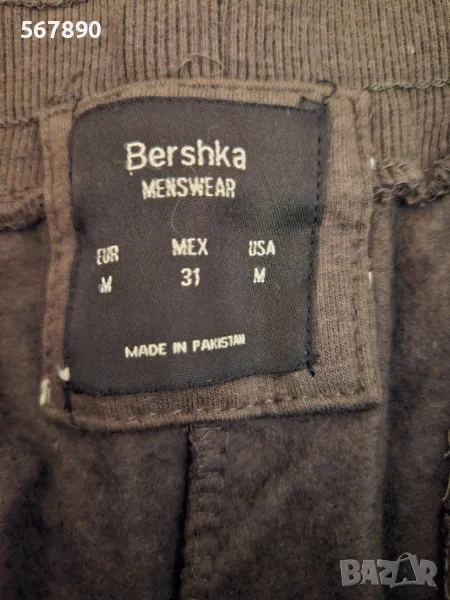 567890
Bershka
MENSWEAR
EUR MEX USA
M 31 M
MADE IN PAKISTAN
BAZAR